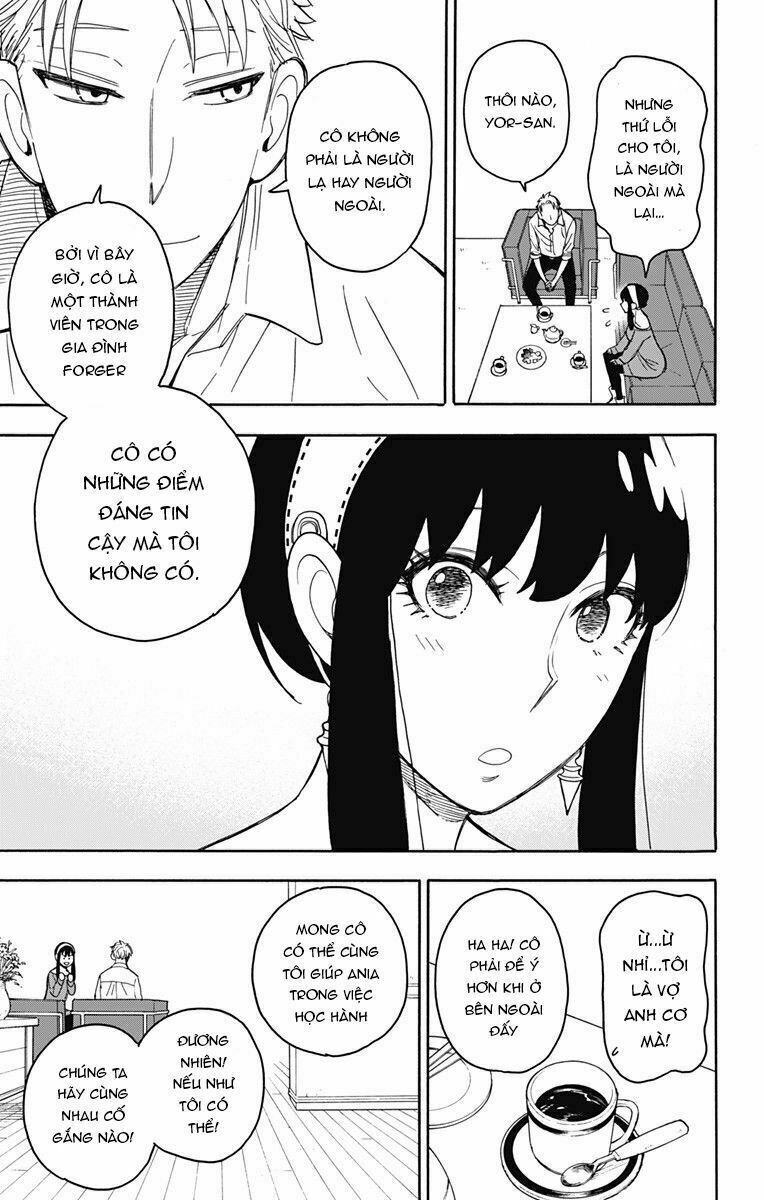 NHƯNG
THỨ LỖI
CHO TÔI,
LÀ NGƯỜI
NGOÀI MÀ
LẠI...
THÔI NÀO,
YOR-SAN.
CÔ KHÔNG
PHẢI LÀ NGƯỜI
LẠ HAY NGƯỜI
NGOÀI.
BỞI VÌ BÂY
GIỜ, CÔ LÀ
MỘT THÀNH
VIÊN TRONG
GIA ĐÌNH
FORGER
CÔ CÓ
NHỮNG ĐIỂM
ĐÁNG TIN
CẬY MÀ TÔI
KHÔNG CÓ.
Ừ...Ừ
NHỈ...TÔI
LÀ VỢ
ANH CƠ
MÀ!
HA HA! CÔ
PHẢI ĐỂ Ý
HƠN KHI Ở
BÊN NGOÀI
ĐẤY
MONG CÔ
CÓ THỂ CÙNG
TÔI GIÚP ANIA
TRONG VIỆC
HỌC HÀNH
ĐƯƠNG
NHIÊN!
NẾU NHƯ
TÔI CÓ
THỂ!
CHÚNG TA
HÃY CÙNG
NHAU CỐ
GẮNG NÀO!